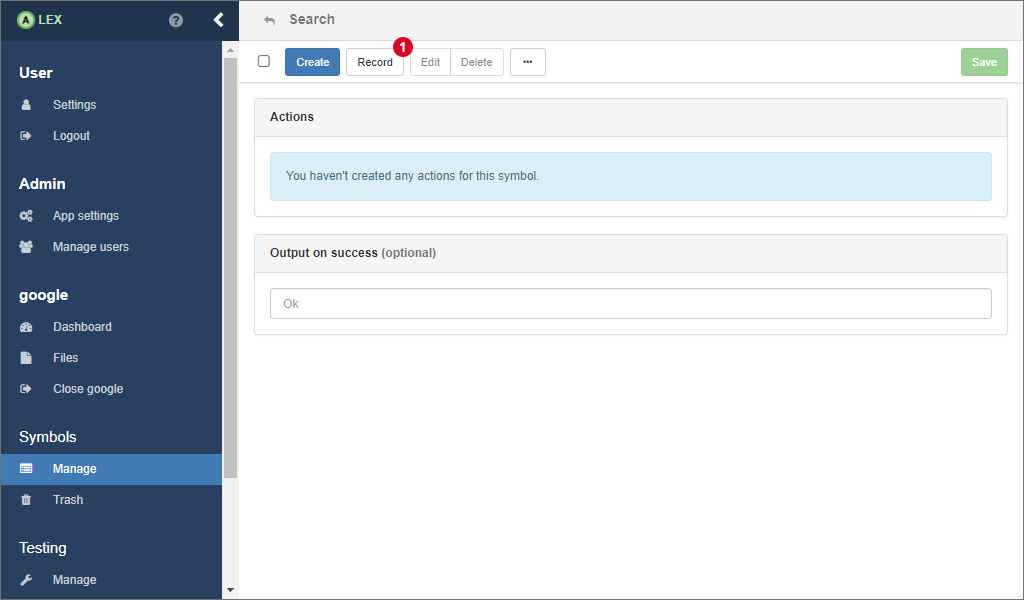 A LEX ?
Search
1
Create Record Edit Delete ... Save
User
Settings
Logout
Admin
App settings
Manage users
google
Dashboard
Files
Close google
Symbols
Manage
Trash
Testing
Manage
Actions
You haven't created any actions for this symbol.
Output on success (optional)
Ok